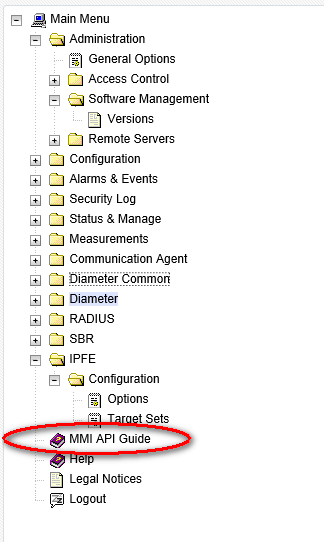 Main Menu
Administration
General Options
Access Control
Software Management
Versions
Remote Servers
Configuration
Alarms & Events
Security Log
Status & Manage
Measurements
Communication Agent
Diameter Common
Diameter
RADIUS
SBR
IPFE
Configuration
Options
Target Sets
MMI API Guide
Help
Legal Notices
Logout